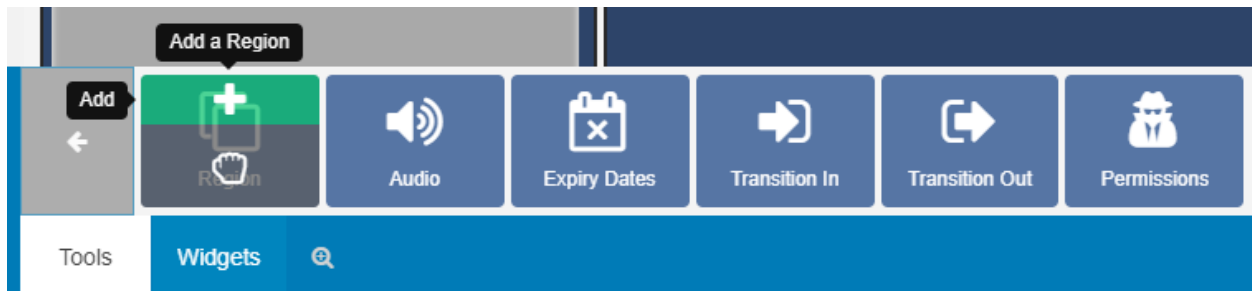 Add a Region
Add
Region
Audio
Expiry Dates
Transition In
Transition Out
Permissions
Tools
Widgets